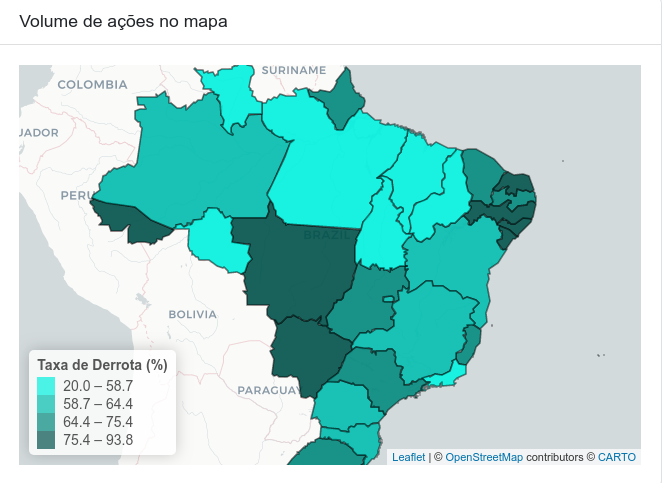 Volume de ações no mapa
SURINAME
COLOMBIA
UADOR
PERU
BRAZIL
BOLIVIA
PARAGUAY
Taxa de Derrota (%)
20.0 – 58.7
58.7 – 64.4
64.4 – 75.4
75.4 – 93.8
Leaflet | © OpenStreetMap contributors © CARTO